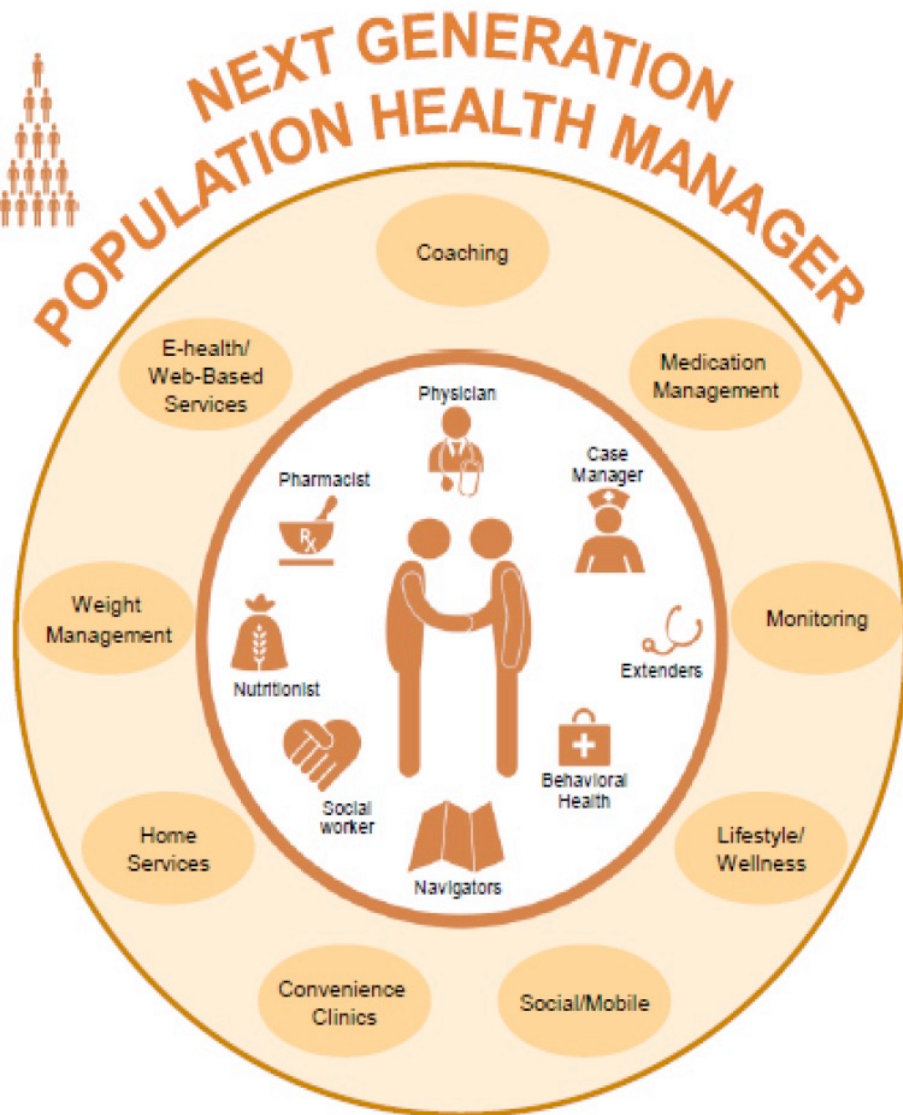 NEXT GENERATION
POPULATION HEALTH MANAGER
Coaching
E-health/
Web-Based
Services
Medication
Management
Physician
Case
Manager
Pharmacist
Rx
Weight
Management
Monitoring
Nutritionist
Extenders
Social
worker
Behavioral
Health
Home
Services
Lifestyle/
Wellness
Navigators
Convenience
Clinics
Social/Mobile